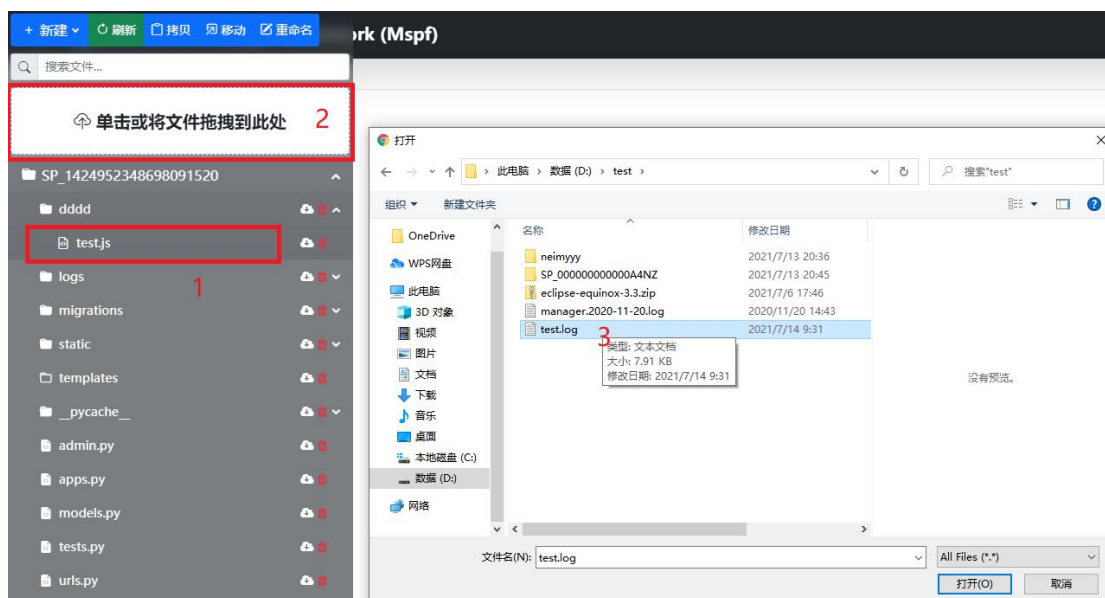 + 新建 刷新 拷贝 移动 重命名
ork (Mspf)
搜索文件...
单击或将文件拖拽到此处 2
SP_1424952348698091520
dddd
test.js
1
logs
migrations
static
templates
__pycache__
admin.py
apps.py
models.py
tests.py
urls.py
打开
此电脑 › 数据 (D:) › test ›
搜索"test"
组织 新建文件夹
OneDrive
WPS网盘
此电脑
3D 对象
视频
图片
文档
下载
音乐
桌面
本地磁盘 (C:)
数据 (D:)
网络
名称 修改日期
neimyyy 2021/7/13 20:36
SP_000000000000A4NZ 2021/7/13 20:45
eclipse-equinox-3.3.zip 2021/7/6 17:46
manager.2020-11-20.log 2020/11/20 14:43
test.log 2021/7/14 9:31
3
类型: 文本文档
大小: 7.91 KB
修改日期: 2021/7/14 9:31
没有预览。
文件名(N): test.log All Files (*.*)
打开(O) 取消